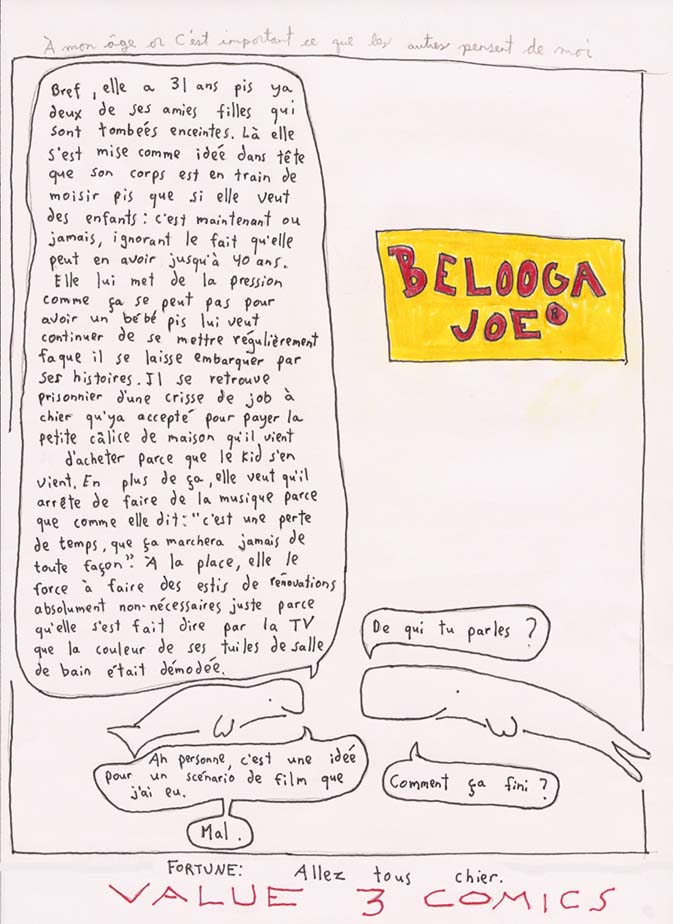 À mon âge or C'est important ce que les autres pensent de moi
Bref, elle a 31 ans pis ya
deux de ses amies filles qui
sont tombées enceintes. Là elle
s'est mise comme idée dans tête
que son corps est en train de
moisir pis que si elle veut
des enfants : c'est maintenant ou
jamais, ignorant le fait qu'elle
peut en avoir jusqu'à 40 ans.
Elle lui met de la pression
comme ça se peut pas pour
avoir un bébé pis lui veut
continuer de se mettre régulièrement
faque il se laisse embarquer par
ses histoires. Il se retrouve
prisonnier d'une crisse de job à
chier qu'ya accepté pour payer la
petite câlice de maison qu'il vient
d'acheter parce que le kid s'en
vient. En plus de ça, elle veut qu'il
arrête de faire de la musique parce
que comme elle dit : "c'est une perte
de temps, que ça marchera jamais de
toute façon". À la place, elle le
force à faire des estis de rénovations
absolument non-nécessaires juste parce
qu'elle s'est fait dire par la TV
que la couleur de ses tuiles de salle
de bain était démodée.
BELOOGA
JOE®
De qui tu parles ?
Ah personne, c'est une idée
pour un scénario de film que
j'ai eu.
Comment ça fini ?
Mal.
FORTUNE: Allez tous chier.
VALUE 3 COMICS